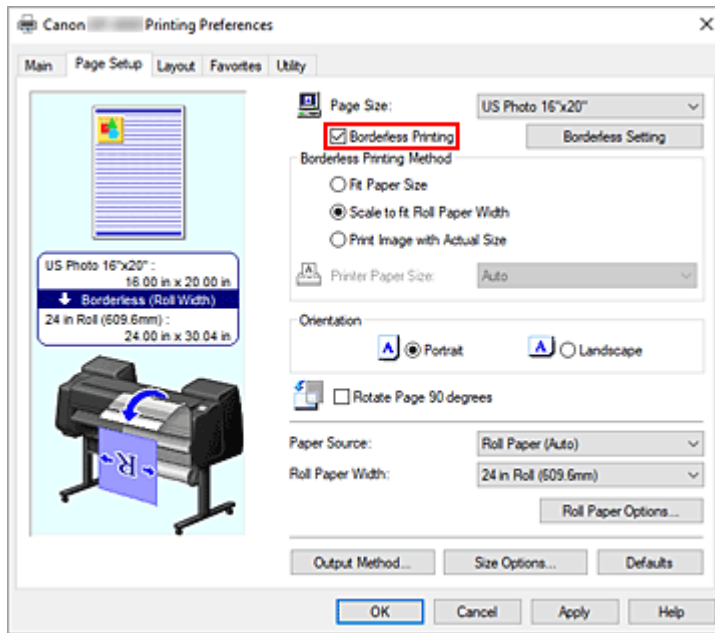 Canon Printing Preferences
Main Page Setup Layout Favorites Utility
Page Size: US Photo 16"x20"
Borderless Printing Borderless Setting
Borderless Printing Method
Fit Paper Size
Scale to fit Roll Paper Width
Print Image with Actual Size
Printer Paper Size: Auto
US Photo 16"x20" :
16.00 in x 20.00 in
Borderless (Roll Width)
24 in Roll (609.6mm) :
24.00 in x 30.04 in
Orientation
A Portrait A Landscape
Rotate Page 90 degrees
R
Paper Source: Roll Paper (Auto)
Roll Paper Width: 24 in Roll (609.6mm)
Roll Paper Options...
Output Method... Size Options... Defaults
OK Cancel Apply Help